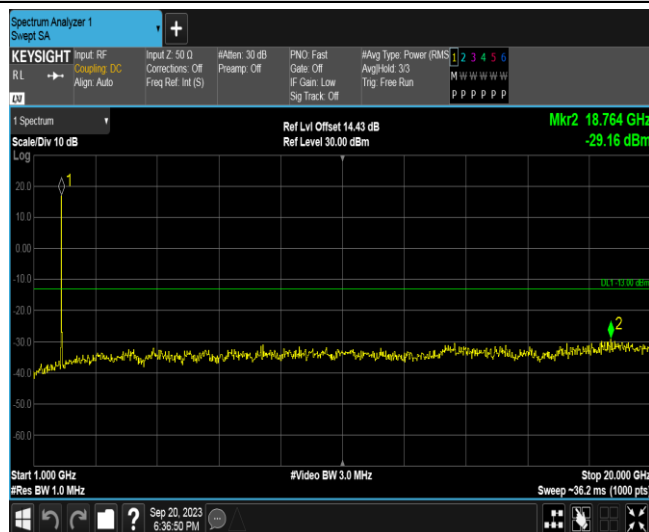 Spectrum Analyzer 1
Swept SA
+
KEYSIGHT
RL
LXI
Input: RF
Coupling: DC
Align: Auto
Input Z: 50 Ω
Corrections: Off
Freq Ref: Int (S)
#Atten: 30 dB
Preamp: Off
PNO: Fast
Gate: Off
IF Gain: Low
Sig Track: Off
#Avg Type: Power (RMS
Avg|Hold: 3/3
Trig: Free Run
1 2 3 4 5 6
M W W W W W
P P P P P P
1 Spectrum
Scale/Div 10 dB
Log
Ref Lvl Offset 14.43 dB
Ref Level 30.00 dBm
Mkr2 18.764 GHz
-29.16 dBm
1
20.0
10.0
0.00
-10.0
DL1 -13.00 dBm
-20.0
2
-30.0
-40.0
-50.0
-60.0
Start 1.000 GHz
#Res BW 1.0 MHz
#Video BW 3.0 MHz
Stop 20.000 GHz
Sweep ~36.2 ms (1000 pts)
?
Sep 20, 2023
6:36:50 PM